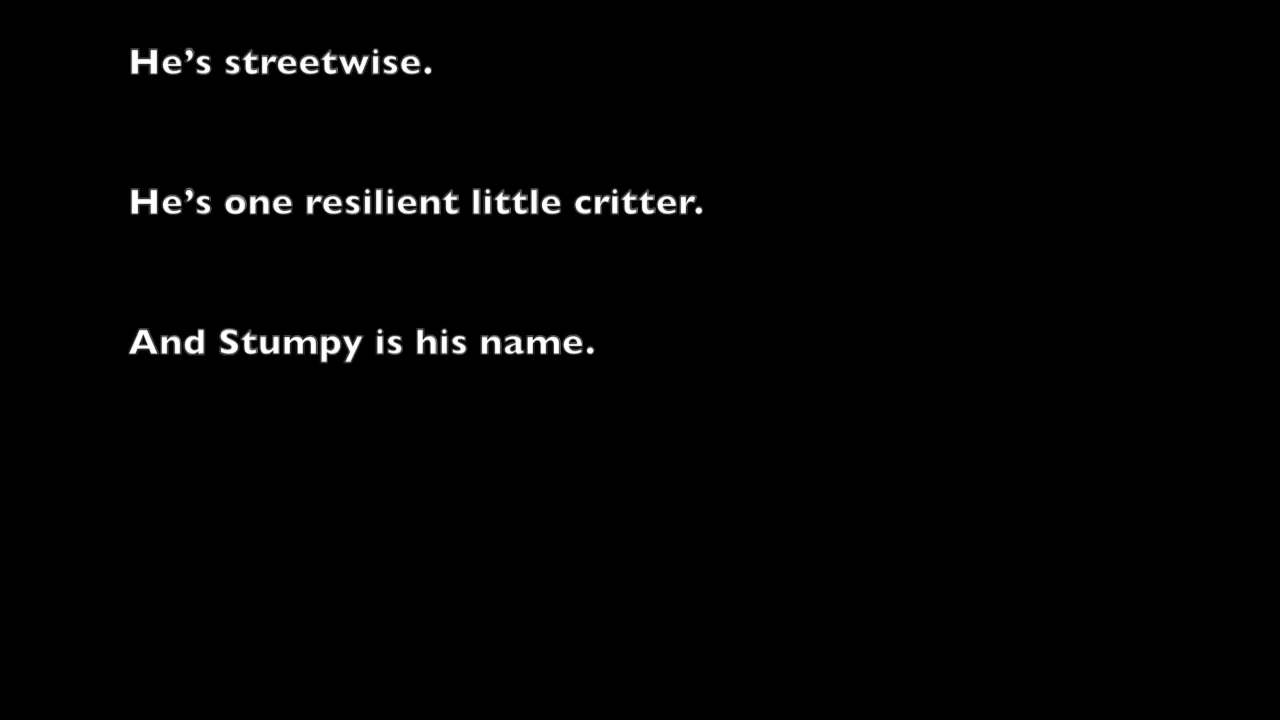 He’s streetwise.
He’s one resilient little critter.
And Stumpy is his name.